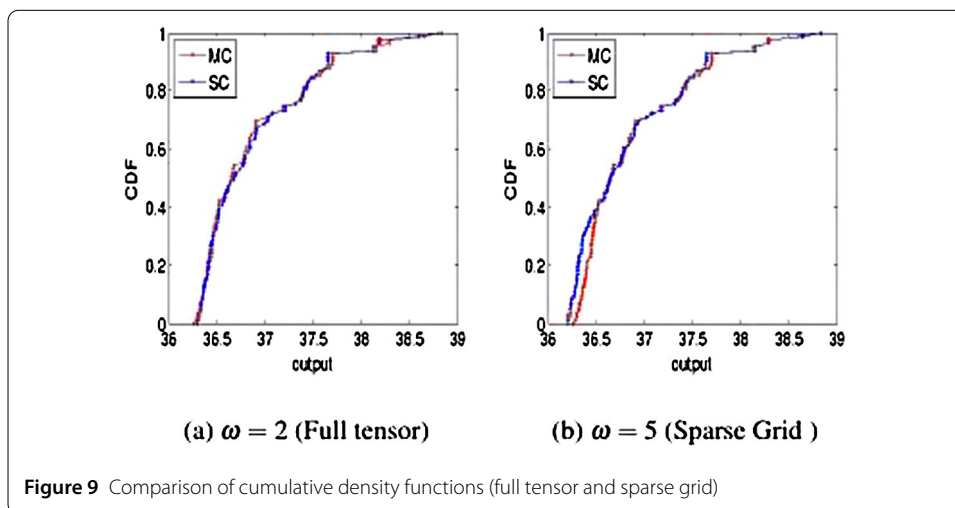 1
0.8
0.6
0.4
0.2
0
CDF
MC
SC
36 36.5 37 37.5 38 38.5 39
cutput
1
0.8
0.6
0.4
0.2
0
CDF
MC
SC
36 36.5 37 37.5 38 38.5 39
cutput
(a) ω = 2 (Full tensor) (b) ω = 5 (Sparse Grid )
Figure 9 Comparison of cumulative density functions (full tensor and sparse grid)